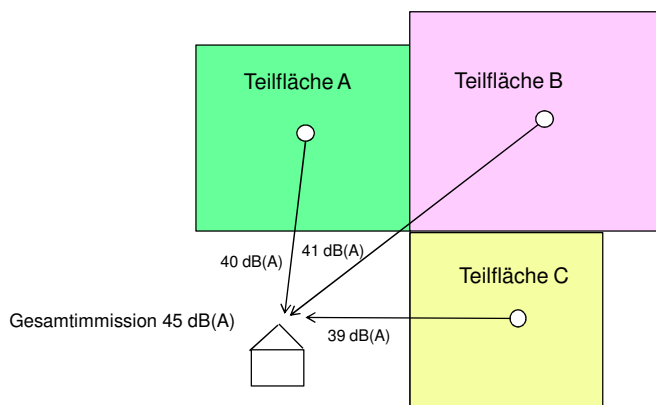 Teilfläche A
Teilfläche B
40 dB(A)
41 dB(A)
Teilfläche C
Gesamtimmission 45 dB(A)
39 dB(A)